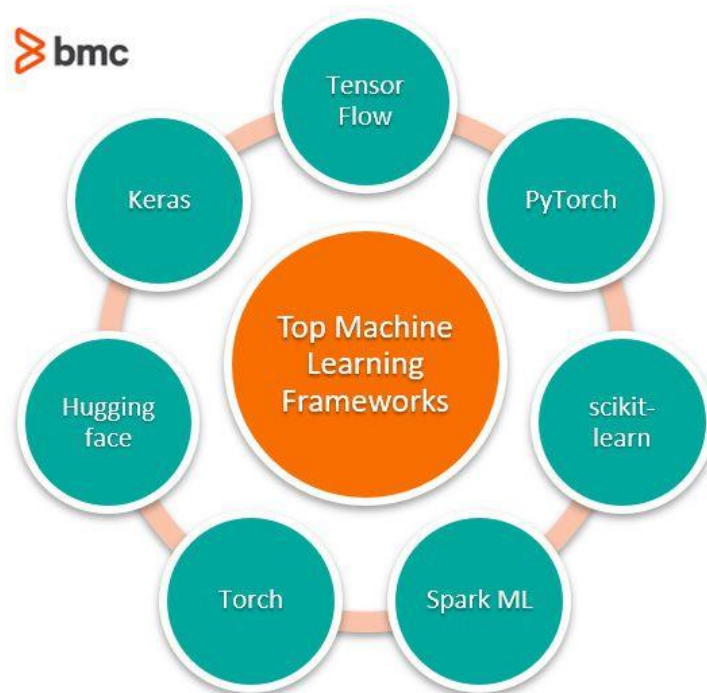 bmc
Tensor
Flow
Keras
PyTorch
Top Machine
Learning
Frameworks
Hugging
face
scikit-
learn
Torch
Spark ML